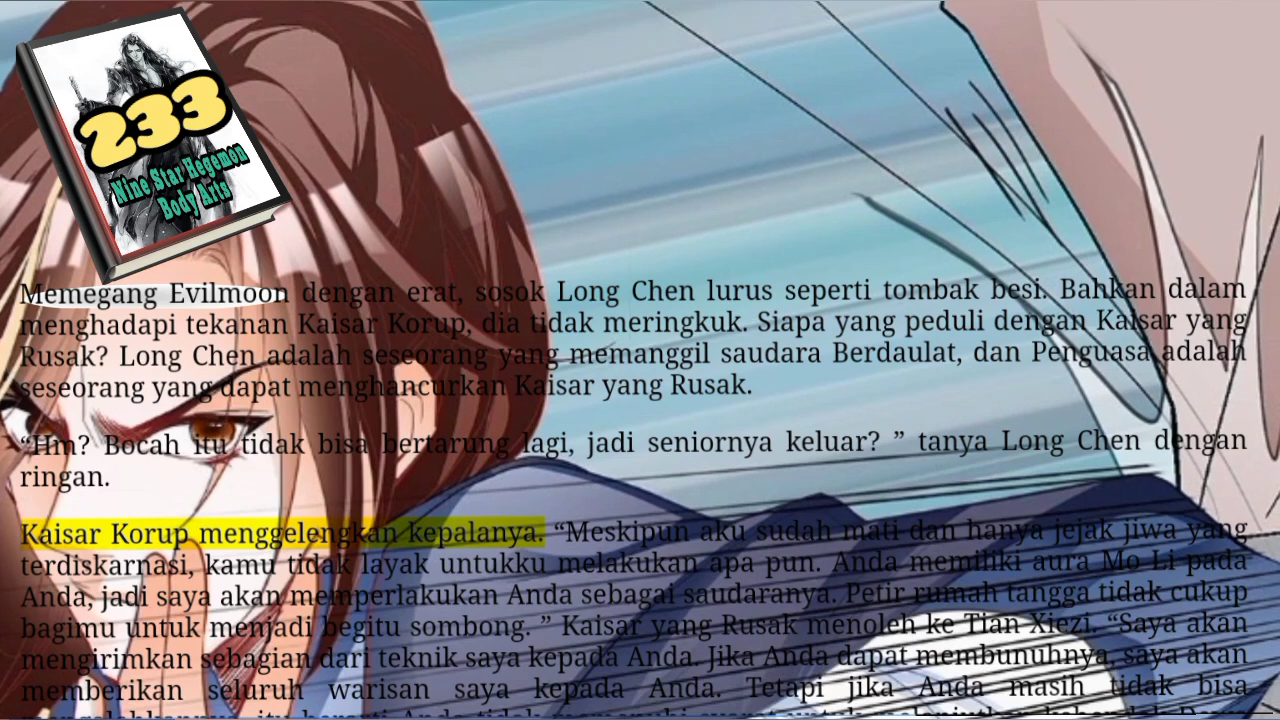 233
Nine Star Hegemon
Body Arts
Memegang Evilmoon dengan erat, sosok Long Chen lurus seperti tombak besi. Bahkan dalam
menghadapi tekanan Kaisar Korup, dia tidak meringkuk. Siapa yang peduli dengan Kaisar yang
Rusak? Long Chen adalah seseorang yang memanggil saudara Berdaulat, dan Penguasa adalah
seseorang yang dapat menghancurkan Kaisar yang Rusak.
“Hm? Bocah itu tidak bisa bertarung lagi, jadi seniornya keluar? ” tanya Long Chen dengan
ringan.
Kaisar Korup menggelengkan kepalanya. “Meskipun aku sudah mati dan hanya jejak jiwa yang
terdiskarnasi, kamu tidak layak untukku melakukan apa pun. Anda memiliki aura Mo Li pada
Anda, jadi saya akan memperlakukan Anda sebagai saudaranya. Petir rumah tangga tidak cukup
bagimu untuk menjadi begitu sombong. ” Kaisar yang Rusak menoleh ke Tian Xiezi. “Saya akan
mengirimkan sebagian dari teknik saya kepada Anda. Jika Anda dapat membunuhnya, saya akan
memberikan seluruh warisan saya kepada Anda. Tetapi jika Anda masih tidak bisa